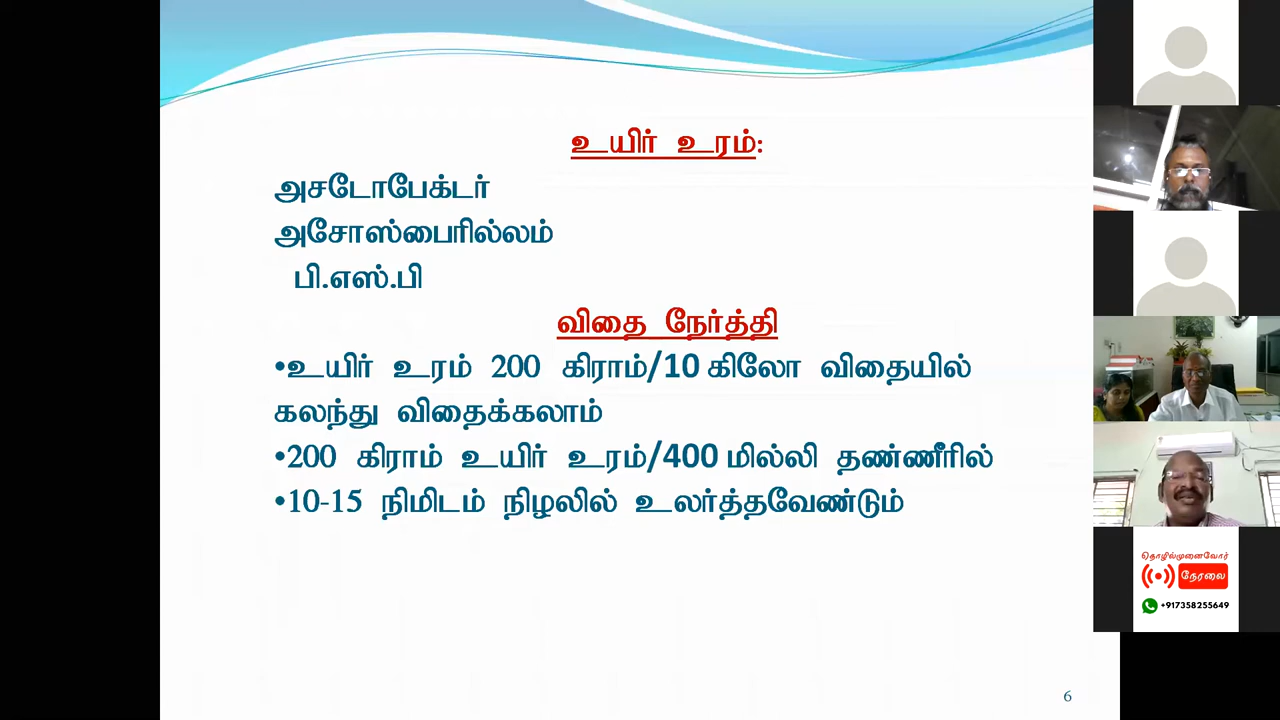 உயிர் உரம்:
அசடோபேக்டர்
அசோஸ்பைரில்லம்
பி.எஸ்.பி
விதை நேர்த்தி
•உயிர் உரம் 200 கிராம்/10 கிலோ விதையில்
கலந்து விதைக்கலாம்
•200 கிராம் உயிர் உரம்/400 மில்லி தண்ணீரில்
•10-15 நிமிடம் நிழலில் உலர்த்தவேண்டும்
தொழில்முனைவோர்
நேரலை
+917358255649
6